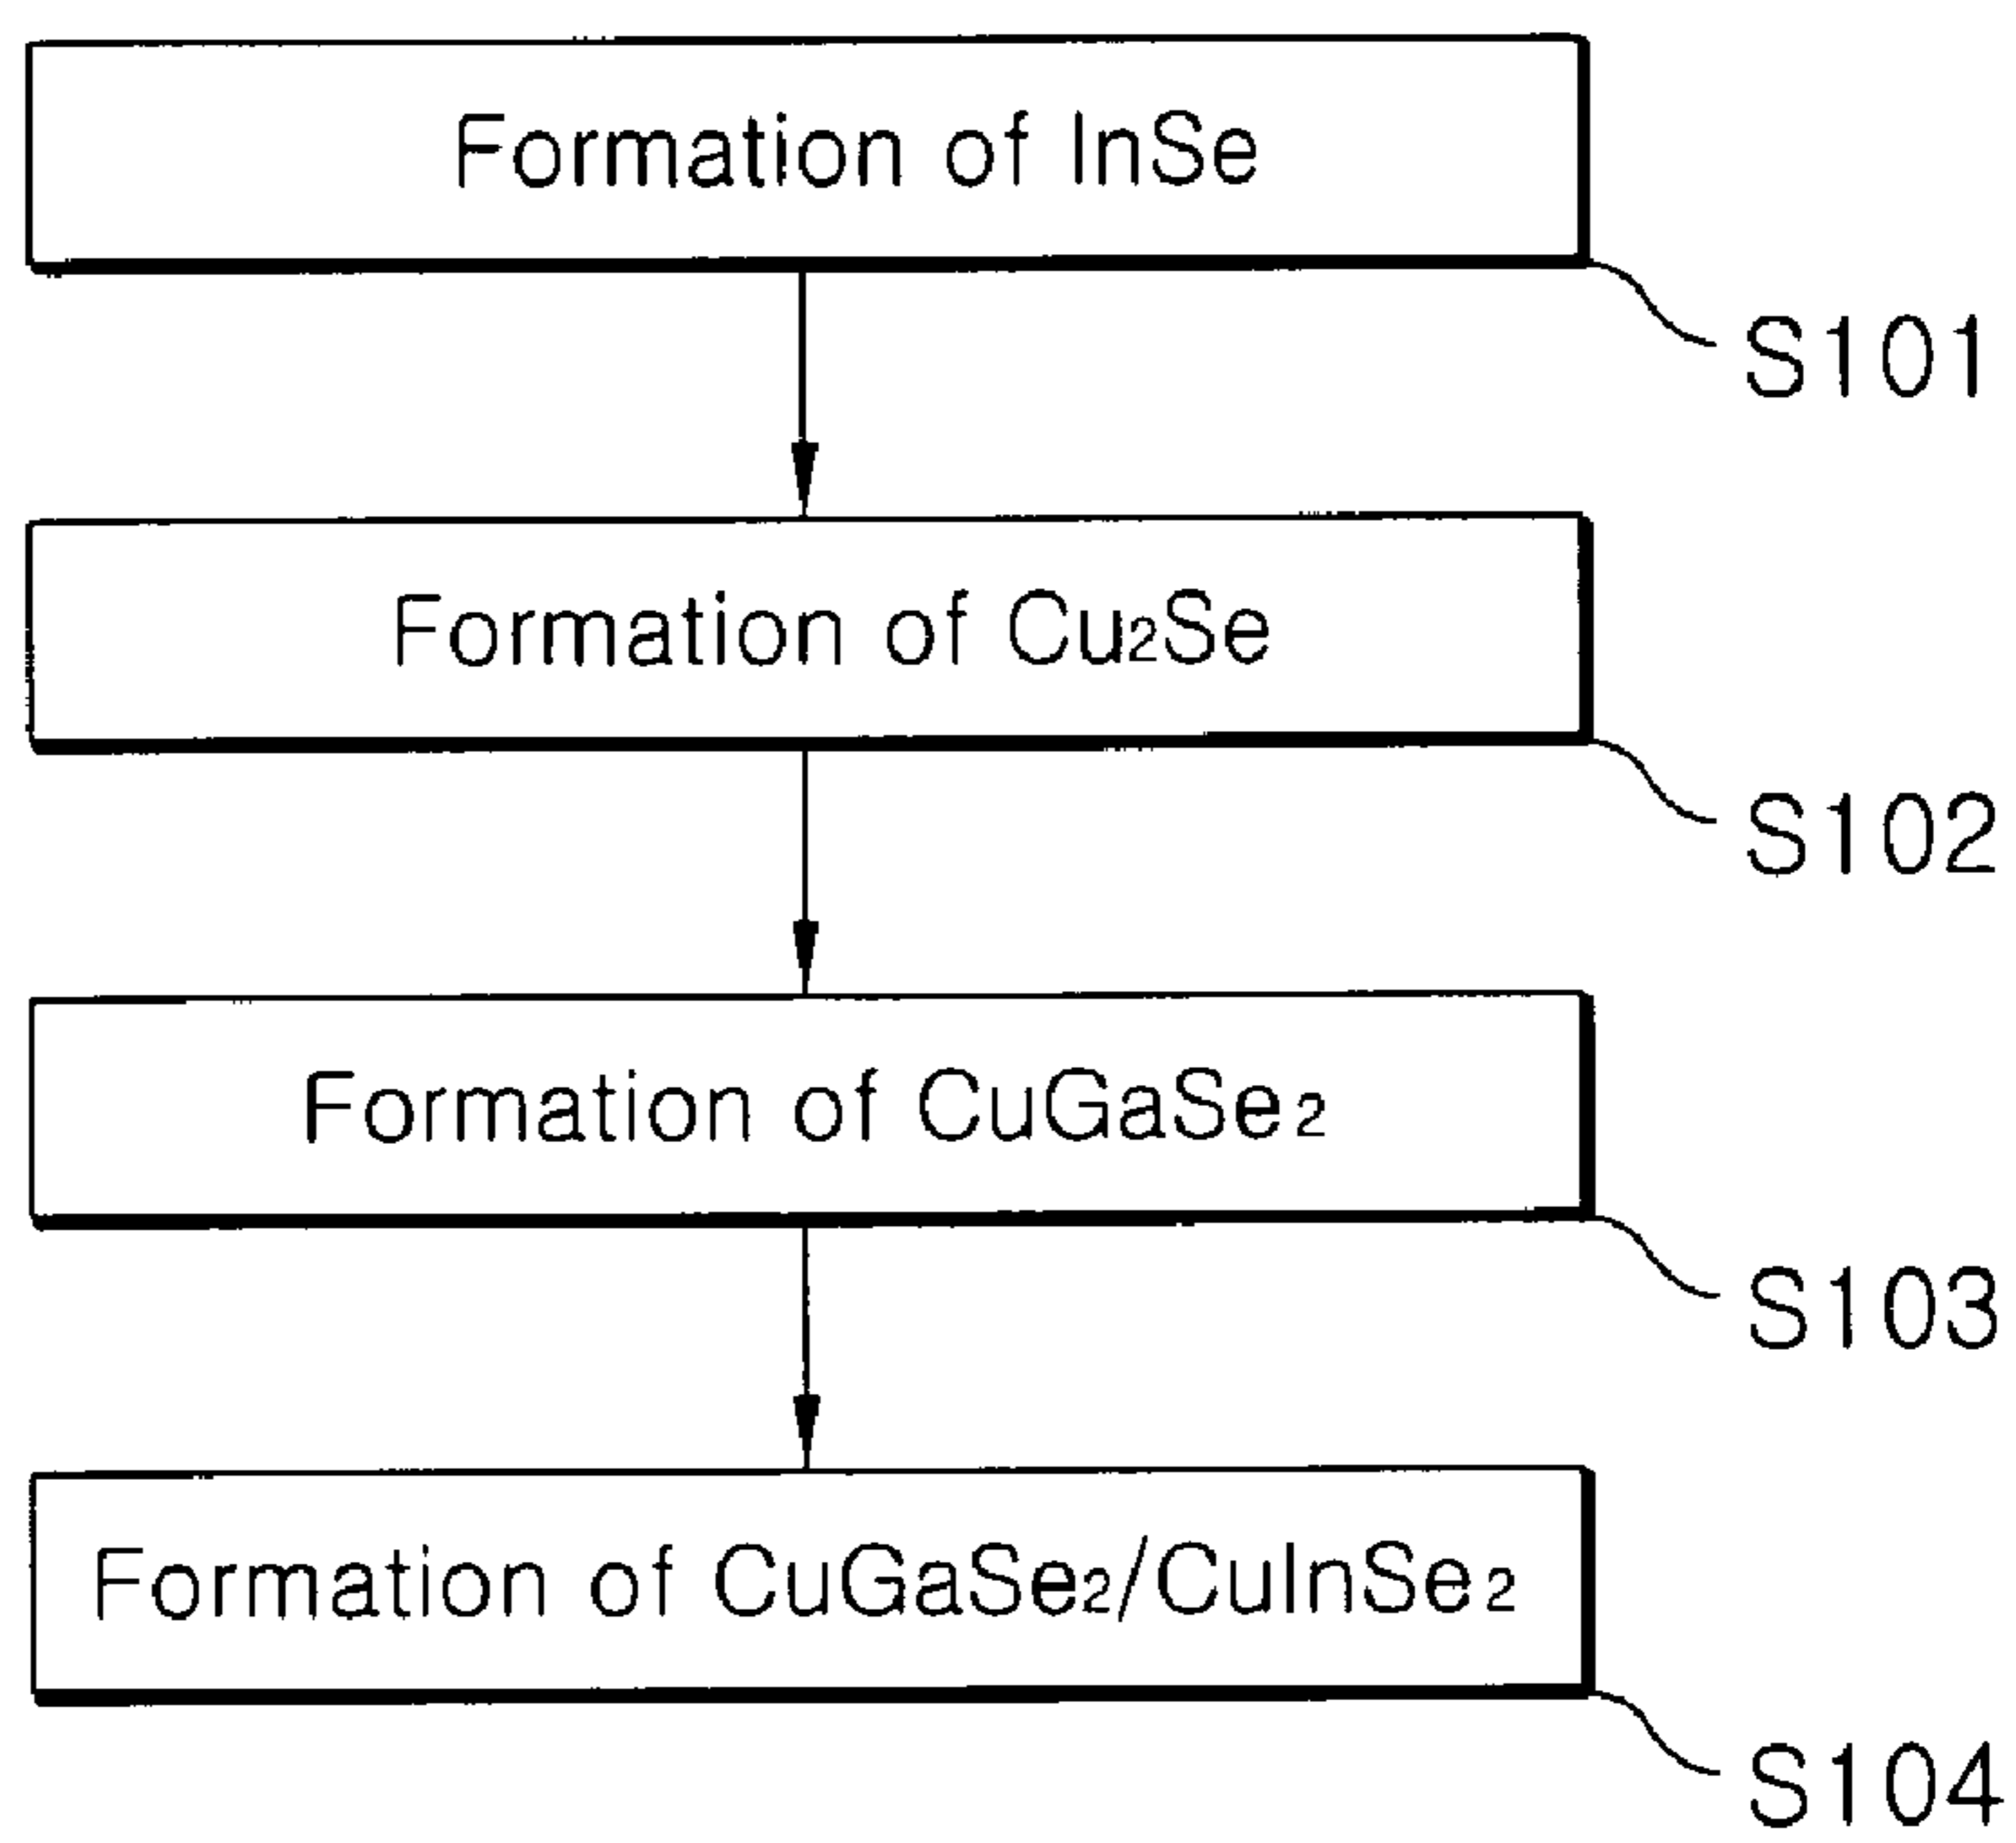 Formation of InSe
S101
Formation of Cu₂Se
S102
Formation of CuGaSe₂
S103
Formation of CuGaSe₂/CuInSe₂
S104